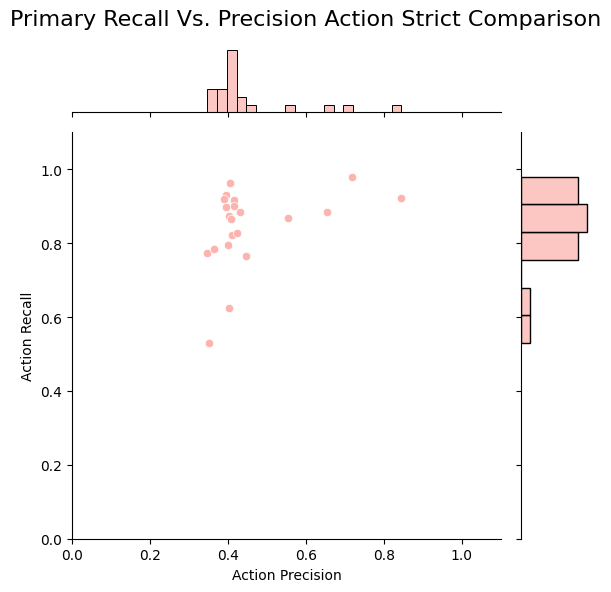 Primary Recall Vs. Precision Action Strict Comparison
1.0
0.8
0.6
0.4
0.2
0.0
Action Recall
0.0 0.2 0.4 0.6 0.8 1.0
Action Precision